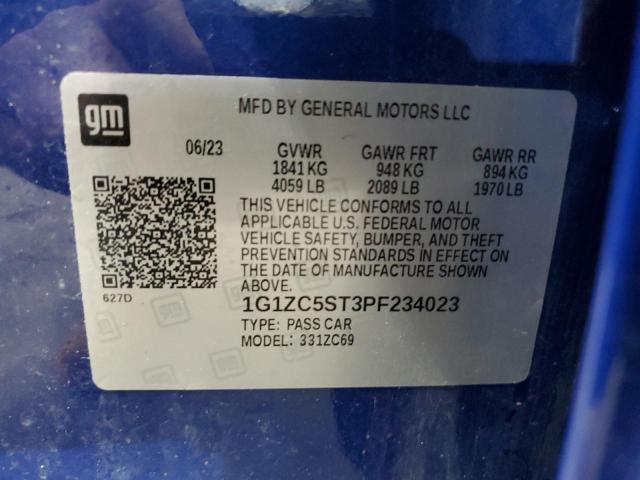 gm
MFD BY GENERAL MOTORS LLC
06/23 GVWR GAWR FRT GAWR RR
1841 KG 948 KG 894 KG
4059 LB 2089 LB 1970 LB
THIS VEHICLE CONFORMS TO ALL
APPLICABLE U.S. FEDERAL MOTOR
VEHICLE SAFETY, BUMPER, AND THEFT
PREVENTION STANDARDS IN EFFECT ON
THE DATE OF MANUFACTURE SHOWN
ABOVE.
627D
1G1ZC5ST3PF234023
TYPE: PASS CAR
MODEL: 331ZC69